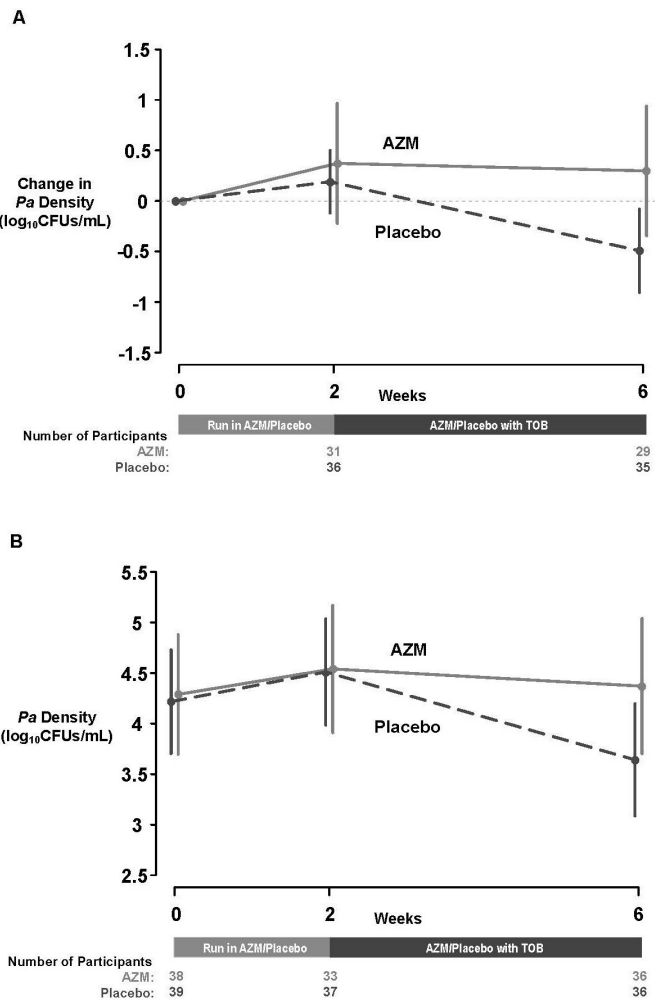 A
1.5
1
0.5
0
-0.5
-1
-1.5
Change in
Pa Density
(log₁₀CFUs/mL)
AZM
Placebo
0 2 6
Weeks
Run in AZM/Placebo AZM/Placebo with TOB
Number of Participants
AZM: 31 29
Placebo: 36 35
B
5.5
5
4.5
4
3.5
3
2.5
Pa Density
(log₁₀CFUs/mL)
AZM
Placebo
0 2 6
Weeks
Run in AZM/Placebo AZM/Placebo with TOB
Number of Participants
AZM: 38 33 36
Placebo: 39 37 36